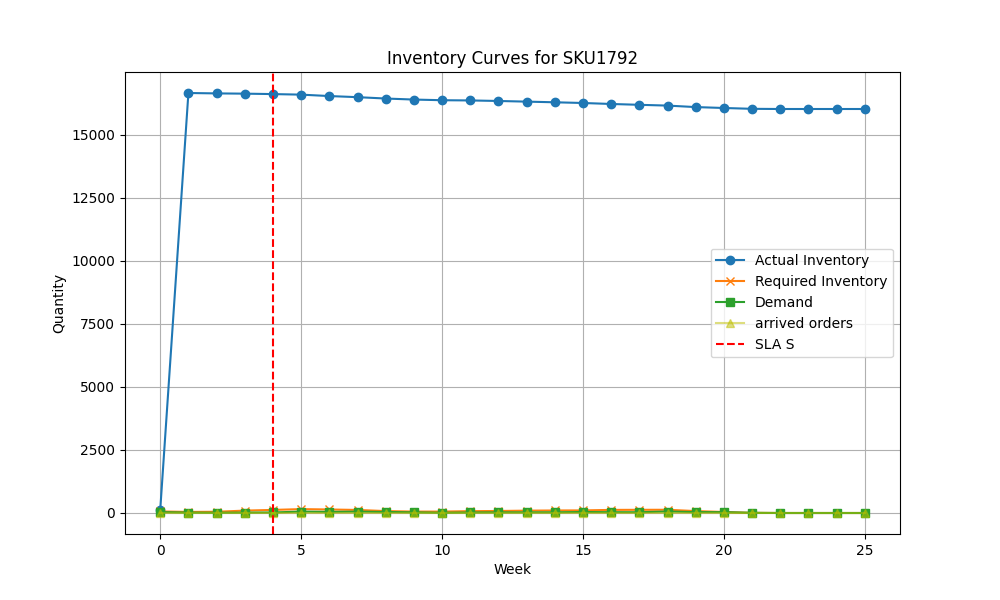 Inventory Curves for SKU1792
15000
12500
10000
7500
5000
2500
0
Quantity
Actual Inventory
Required Inventory
Demand
arrived orders
SLA S
0
5
10
15
20
25
Week